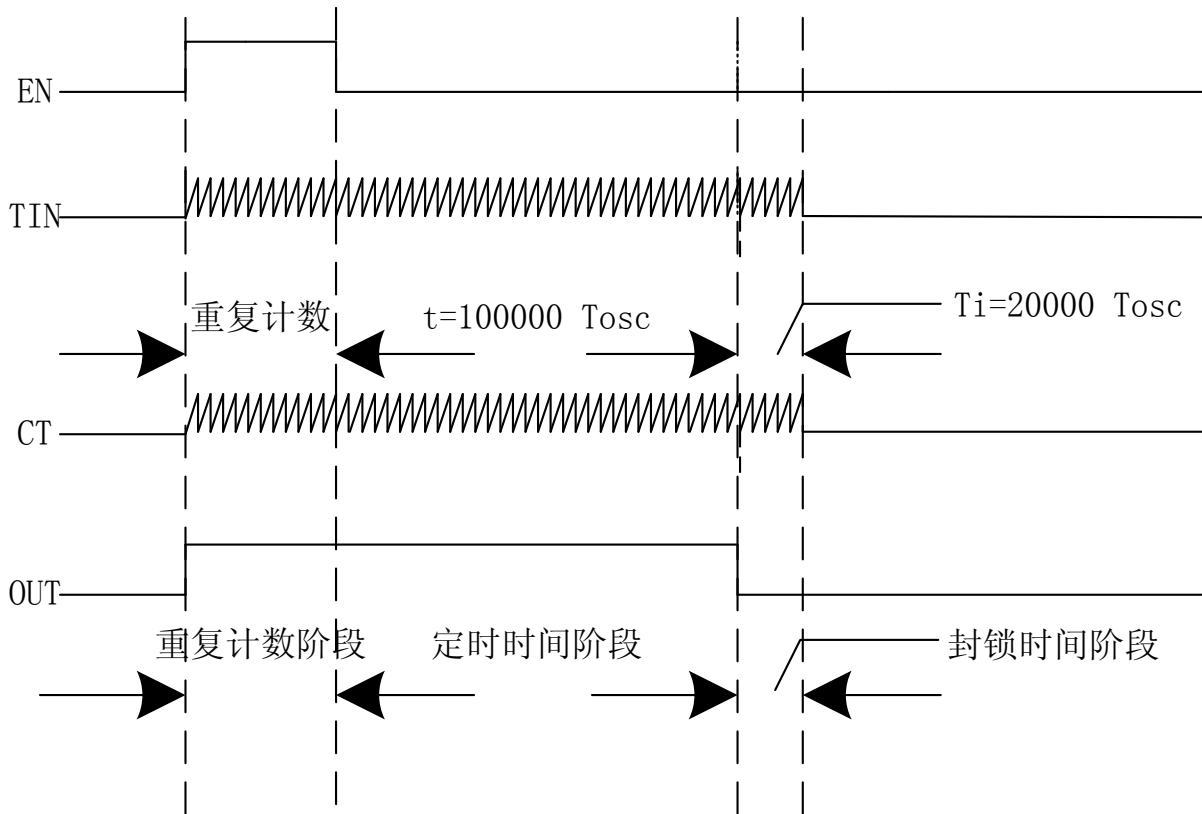 EN
TIN
重复计数
t=100000 Tosc
Ti=20000 Tosc
CT
OUT
重复计数阶段
定时时间阶段
封锁时间阶段